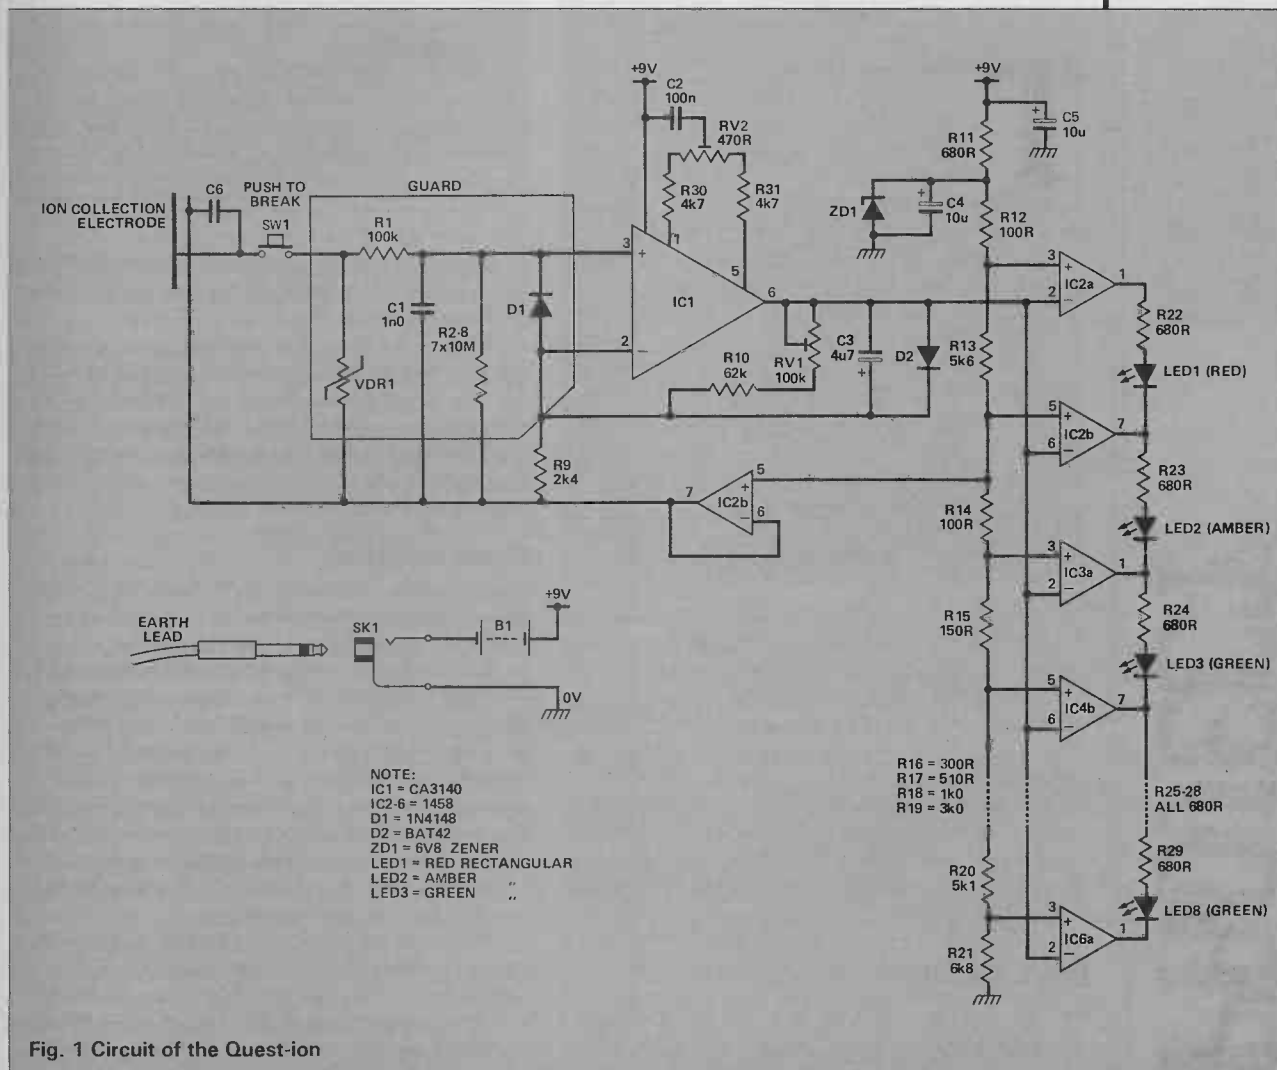 +9V
C2
100n
RV2
470R
R30
4k7
R31
4k7
+9V
C5
10u
R11
680R
ZD1
C4
10u
R12
100R
ION COLLECTION
ELECTRODE
C6
PUSH TO
BREAK
SW1
GUARD
R1
100k
C1
1n0
R2-8
7x10M
D1
VDR1
3
+
2
−
1
5
6
IC1
R10
62k
RV1
100k
C3
4u7
+
D2
R9
2k4
R13
5k6
3
+
2
−
IC2a
1
R22
680R
LED1 (RED)
5
+
6
−
IC2b
7
R23
680R
LED2 (AMBER)
7
IC2b
5
+
6
−
R14
100R
3
+
2
−
IC3a
1
R24
680R
LED3 (GREEN)
R15
150R
5
+
6
−
IC4b
7
R16 = 300R
R17 = 510R
R18 = 1k0
R19 = 3k0
R25-28
ALL 680R
R29
680R
LED8 (GREEN)
R20
5k1
3
+
2
−
IC6a
1
R21
6k8
EARTH
LEAD
SK1
B1
+9V
0V
NOTE:
IC1 = CA3140
IC2-6 = 1458
D1 = 1N4148
D2 = BAT42
ZD1 = 6V8 ZENER
LED1 = RED RECTANGULAR
LED2 = AMBER „
LED3 = GREEN „
Fig. 1 Circuit of the Quest-ion